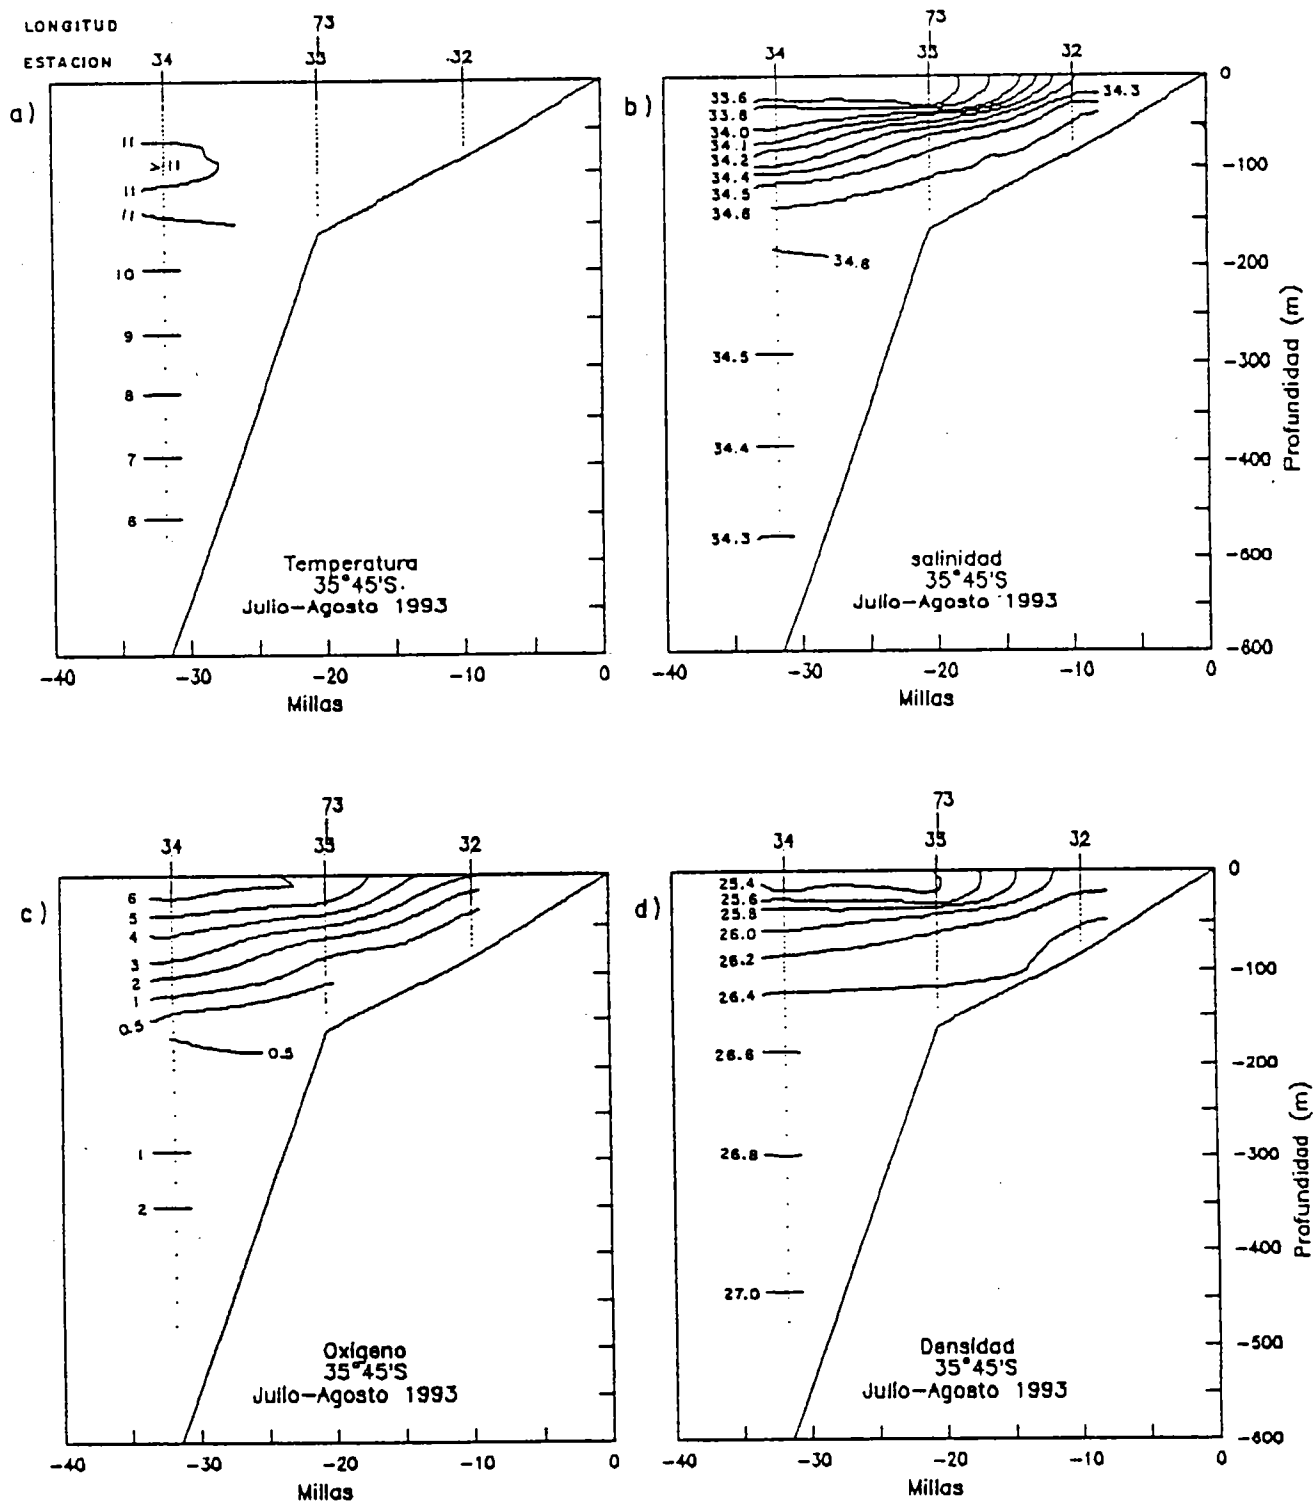 LONGITUD 73
ESTACION 34 33 32
a)
11
> 11
11
11
10
9
8
7
6
Temperatura
35°45'S.
Julio-Agosto 1993
-40 -30 -20 -10 0
Millas
73
34 33 32
b)
33.6
33.8
34.0
34.1
34.2
34.4
34.5
34.6
34.3
34.6
34.5
34.4
34.3
salinidad
35°45'S
Julio-Agosto 1993
0
-100
-200
-300
-400
-600
-600
Profundidad (m)
-40 -30 -20 -10 0
Millas
73
34 33 32
c)
6
5
4
3
2
1
0.5
0.5
1
2
Oxigeno
35°45'S
Julio-Agosto 1993
-40 -30 -20 -10 0
Millas
73
34 33 32
d)
25.4
25.6
25.8
26.0
26.2
26.4
26.6
26.8
27.0
Densidad
35°45'S
Julio-Agosto 1993
0
-100
-200
-300
-400
-500
-600
Profundidad (m)
-40 -30 -20 -10 0
Millas